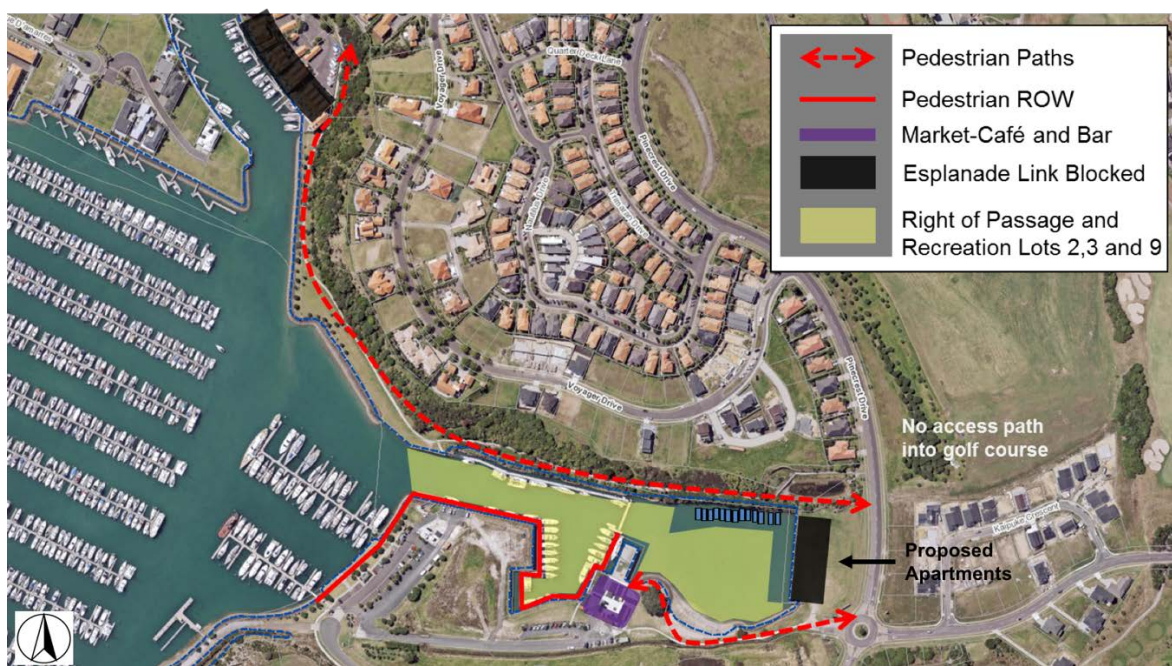 Pedestrian Paths
Pedestrian ROW
Market-Café and Bar
Esplanade Link Blocked
Right of Passage and
Recreation Lots 2,3 and 9
Quarter Deck Lane
Voyager Drive
Pinecrest Drive
Voyager Drive
Pinecrest Drive
No access path
into golf course
Kaipuke Crescent
Proposed
Apartments